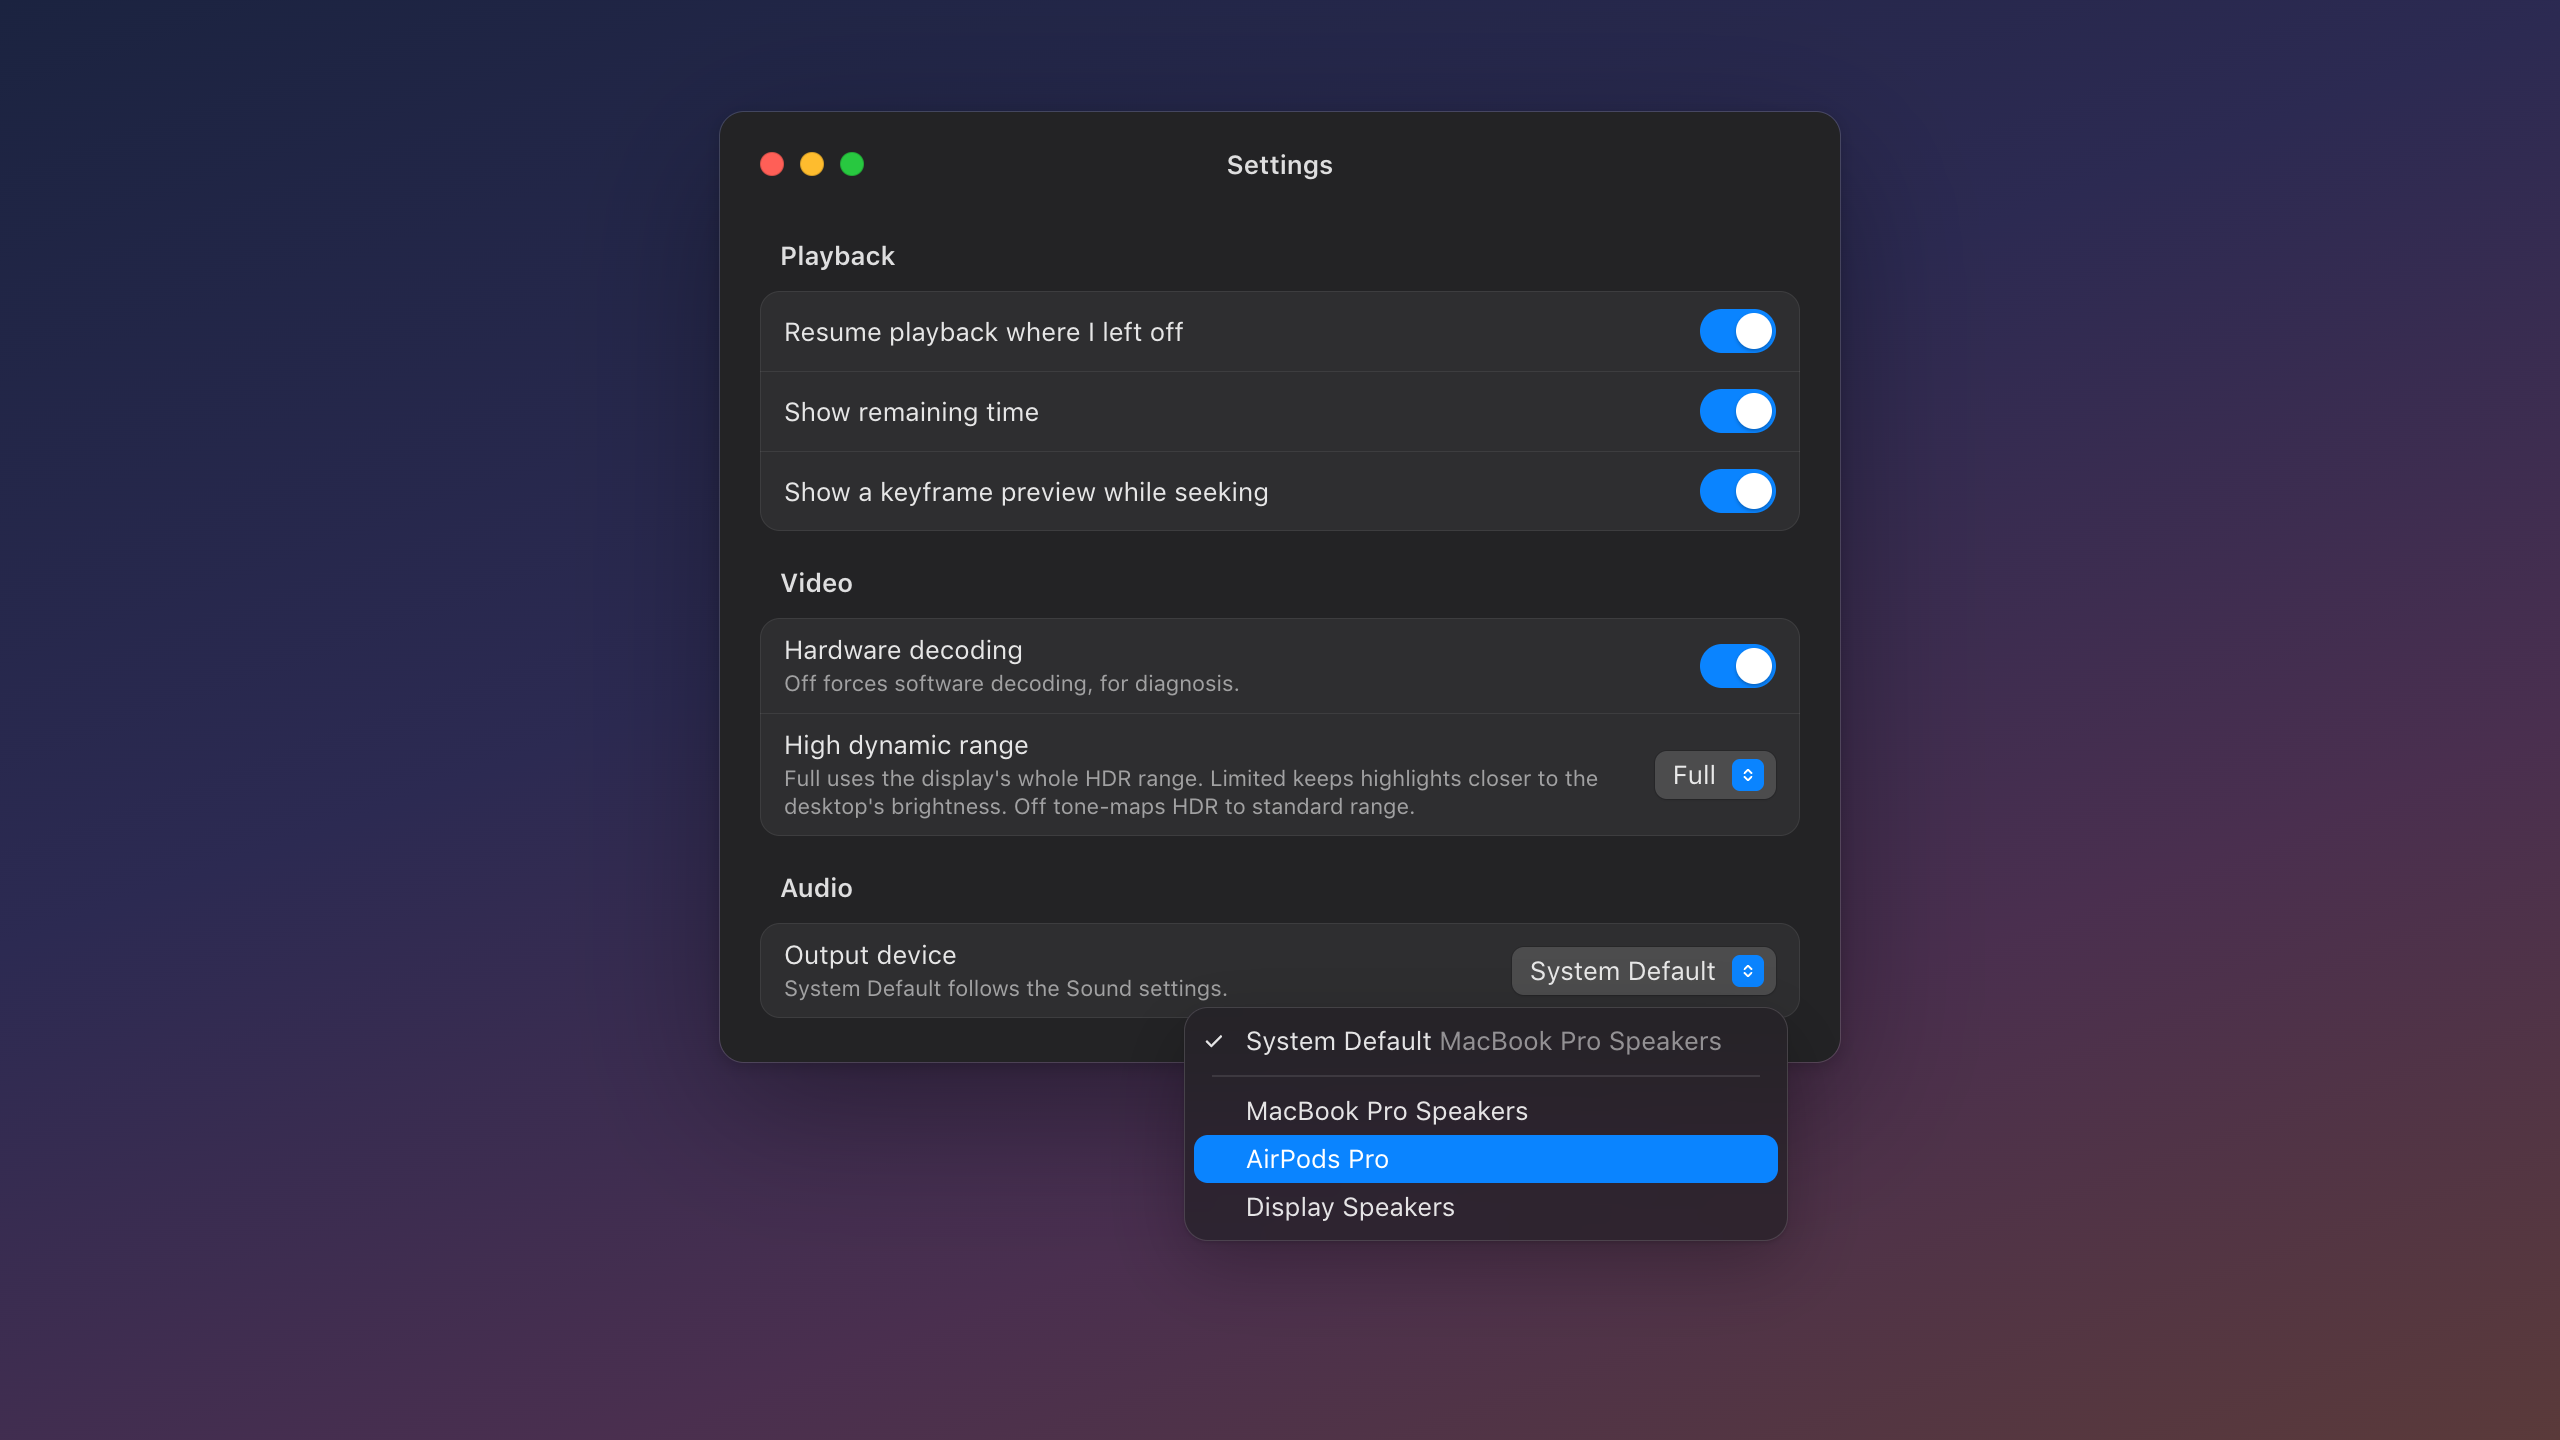 Settings
Playback
Resume playback where I left off
Show remaining time
Show a keyframe preview while seeking
Video
Hardware decoding
Off forces software decoding, for diagnosis.
High dynamic range
Full uses the display's whole HDR range. Limited keeps highlights closer to the
desktop's brightness. Off tone-maps HDR to standard range.
Full
Audio
Output device
System Default follows the Sound settings.
System Default
System Default MacBook Pro Speakers
MacBook Pro Speakers
AirPods Pro
Display Speakers